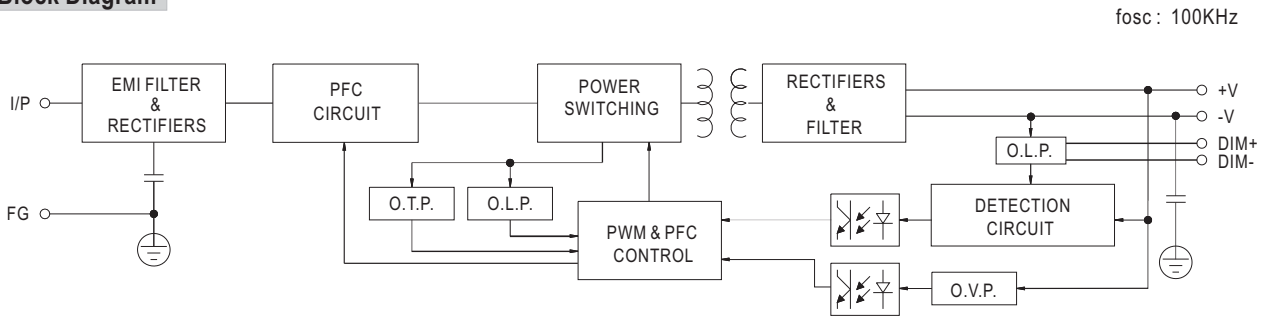 Block Diagram
fosc : 100KHz
I/P
EMI FILTER
&
RECTIFIERS
PFC
CIRCUIT
POWER
SWITCHING
RECTIFIERS
&
FILTER
+V
-V
DIM+
DIM-
O.L.P.
FG
O.T.P.
O.L.P.
PWM & PFC
CONTROL
DETECTION
CIRCUIT
O.V.P.